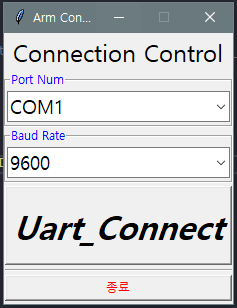 Arm Con...
Connection Control
Port Num
COM1
Baud Rate
9600
Uart_Connect
종료